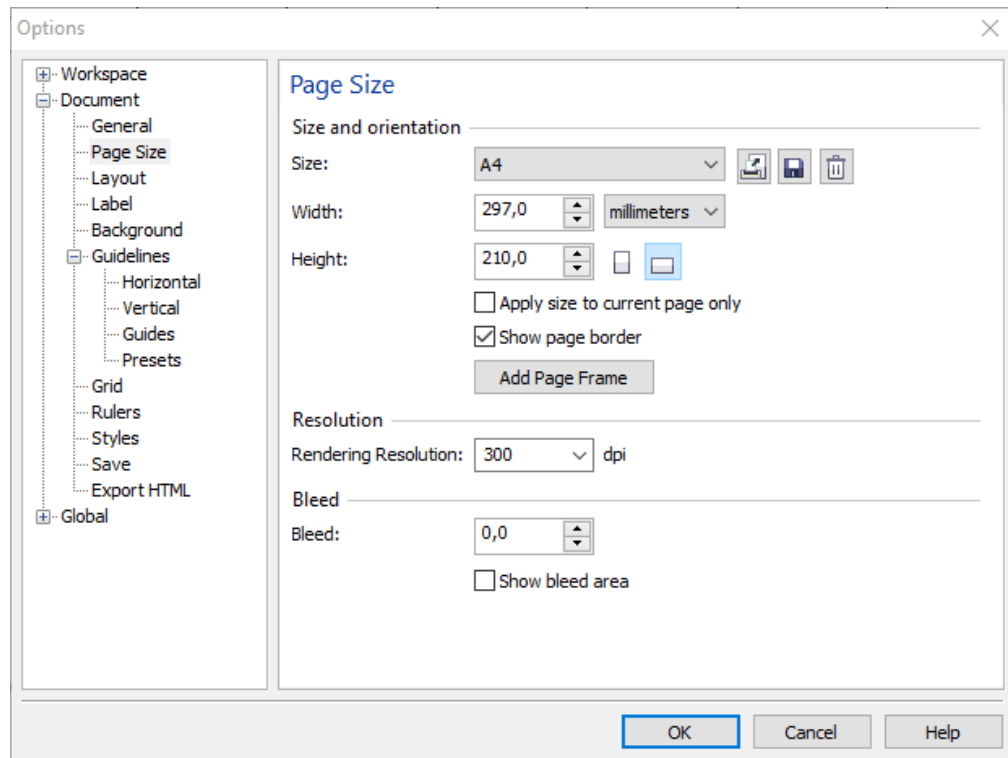 Options
Workspace
Document
General
Page Size
Layout
Label
Background
Guidelines
Horizontal
Vertical
Guides
Presets
Grid
Rulers
Styles
Save
Export HTML
Global
Page Size
Size and orientation
Size: A4
Width: 297,0 millimeters
Height: 210,0
Apply size to current page only
Show page border
Add Page Frame
Resolution
Rendering Resolution: 300 dpi
Bleed
Bleed: 0,0
Show bleed area
OK Cancel Help